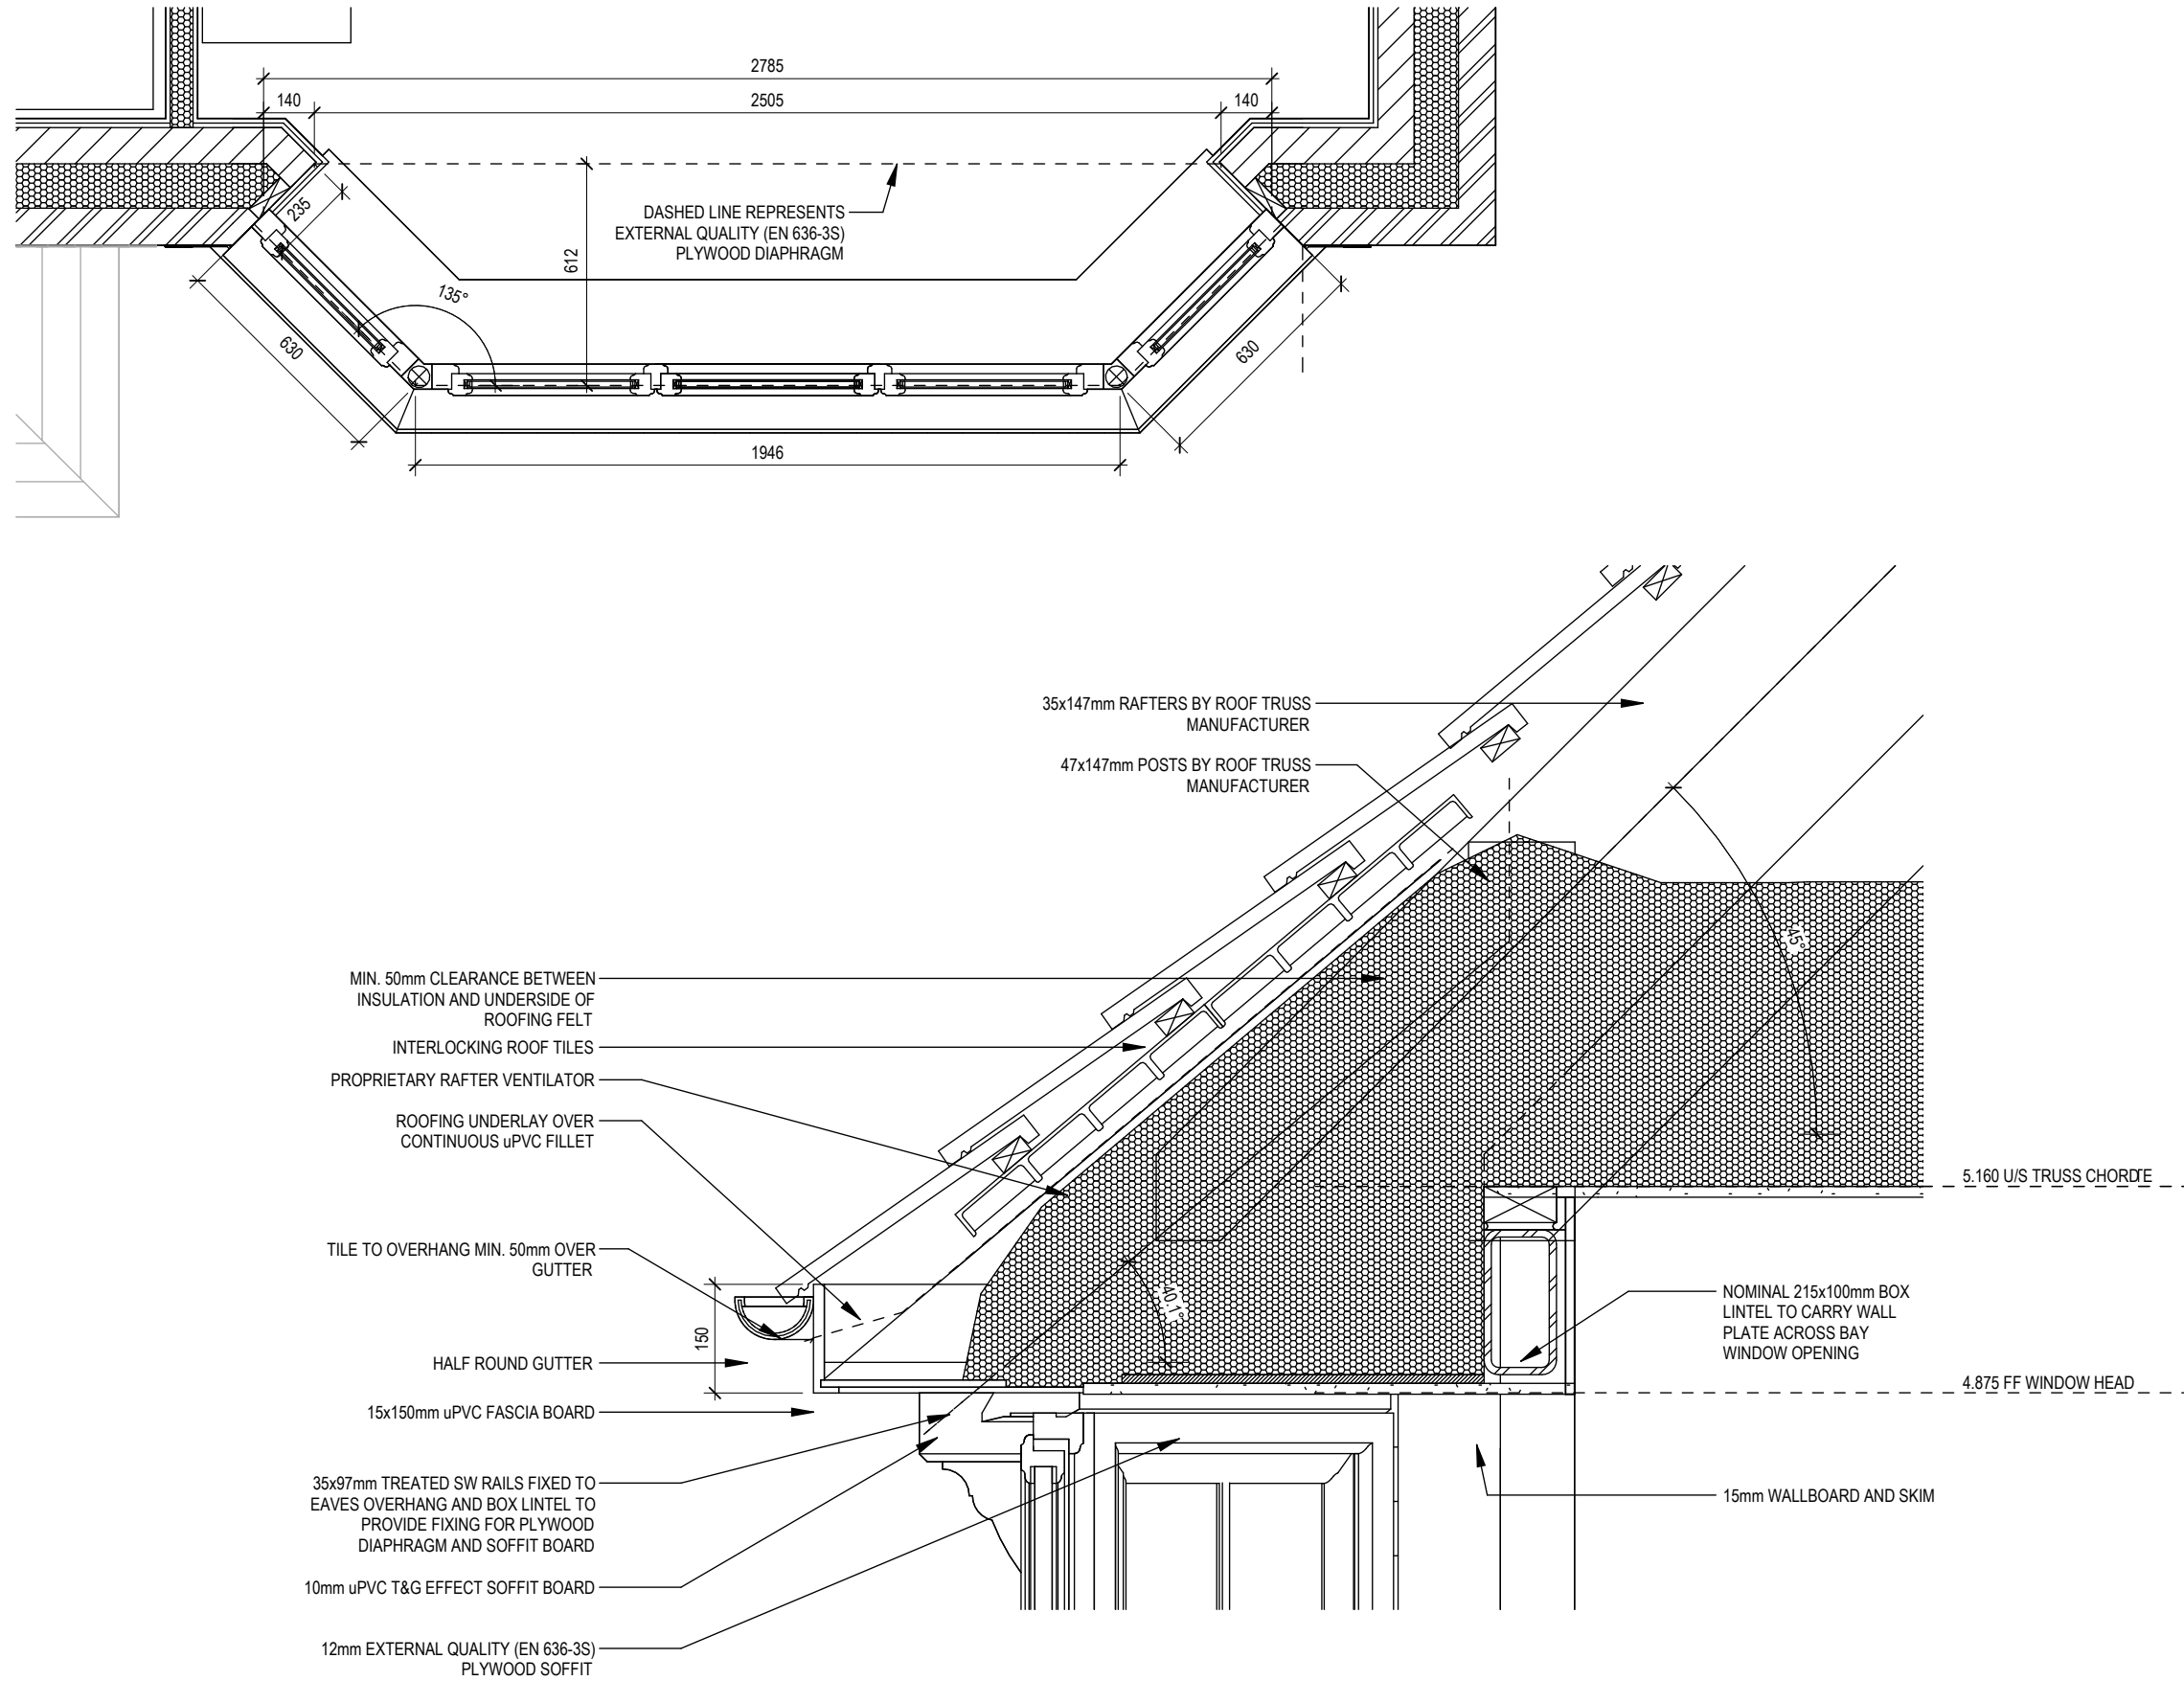 2785
140
2505
140
DASHED LINE REPRESENTS
EXTERNAL QUALITY (EN 636-3S)
PLYWOOD DIAPHRAGM
235
612
135°
630
630
1946
35x147mm RAFTERS BY ROOF TRUSS
MANUFACTURER
47x147mm POSTS BY ROOF TRUSS
MANUFACTURER
45°
MIN. 50mm CLEARANCE BETWEEN
INSULATION AND UNDERSIDE OF
ROOFING FELT
INTERLOCKING ROOF TILES
PROPRIETARY RAFTER VENTILATOR
ROOFING UNDERLAY OVER
CONTINUOUS uPVC FILLET
5.160 U/S TRUSS CHORD
TILE TO OVERHANG MIN. 50mm OVER
GUTTER
40.1°
150
NOMINAL 215x100mm BOX
LINTEL TO CARRY WALL
PLATE ACROSS BAY
WINDOW OPENING
HALF ROUND GUTTER
4.875 FF WINDOW HEAD
15x150mm uPVC FASCIA BOARD
35x97mm TREATED SW RAILS FIXED TO
EAVES OVERHANG AND BOX LINTEL TO
PROVIDE FIXING FOR PLYWOOD
DIAPHRAGM AND SOFFIT BOARD
15mm WALLBOARD AND SKIM
10mm uPVC T&G EFFECT SOFFIT BOARD
12mm EXTERNAL QUALITY (EN 636-3S)
PLYWOOD SOFFIT